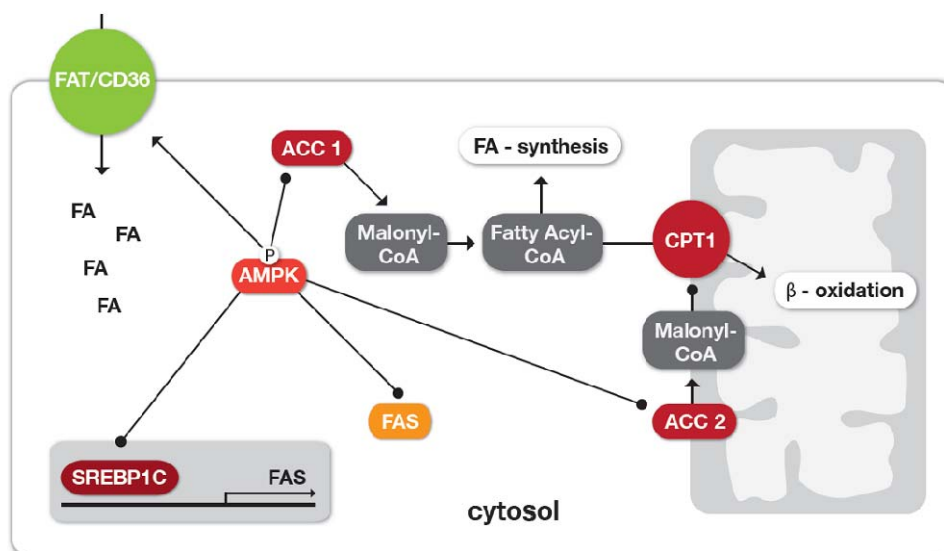 FAT/CD36
ACC 1
FA - synthesis
FA
FA
FA
FA
P
AMPK
Malonyl-
CoA
Fatty Acyl-
CoA
CPT1
β - oxidation
Malonyl-
CoA
FAS
ACC 2
SREBP1C
FAS
cytosol